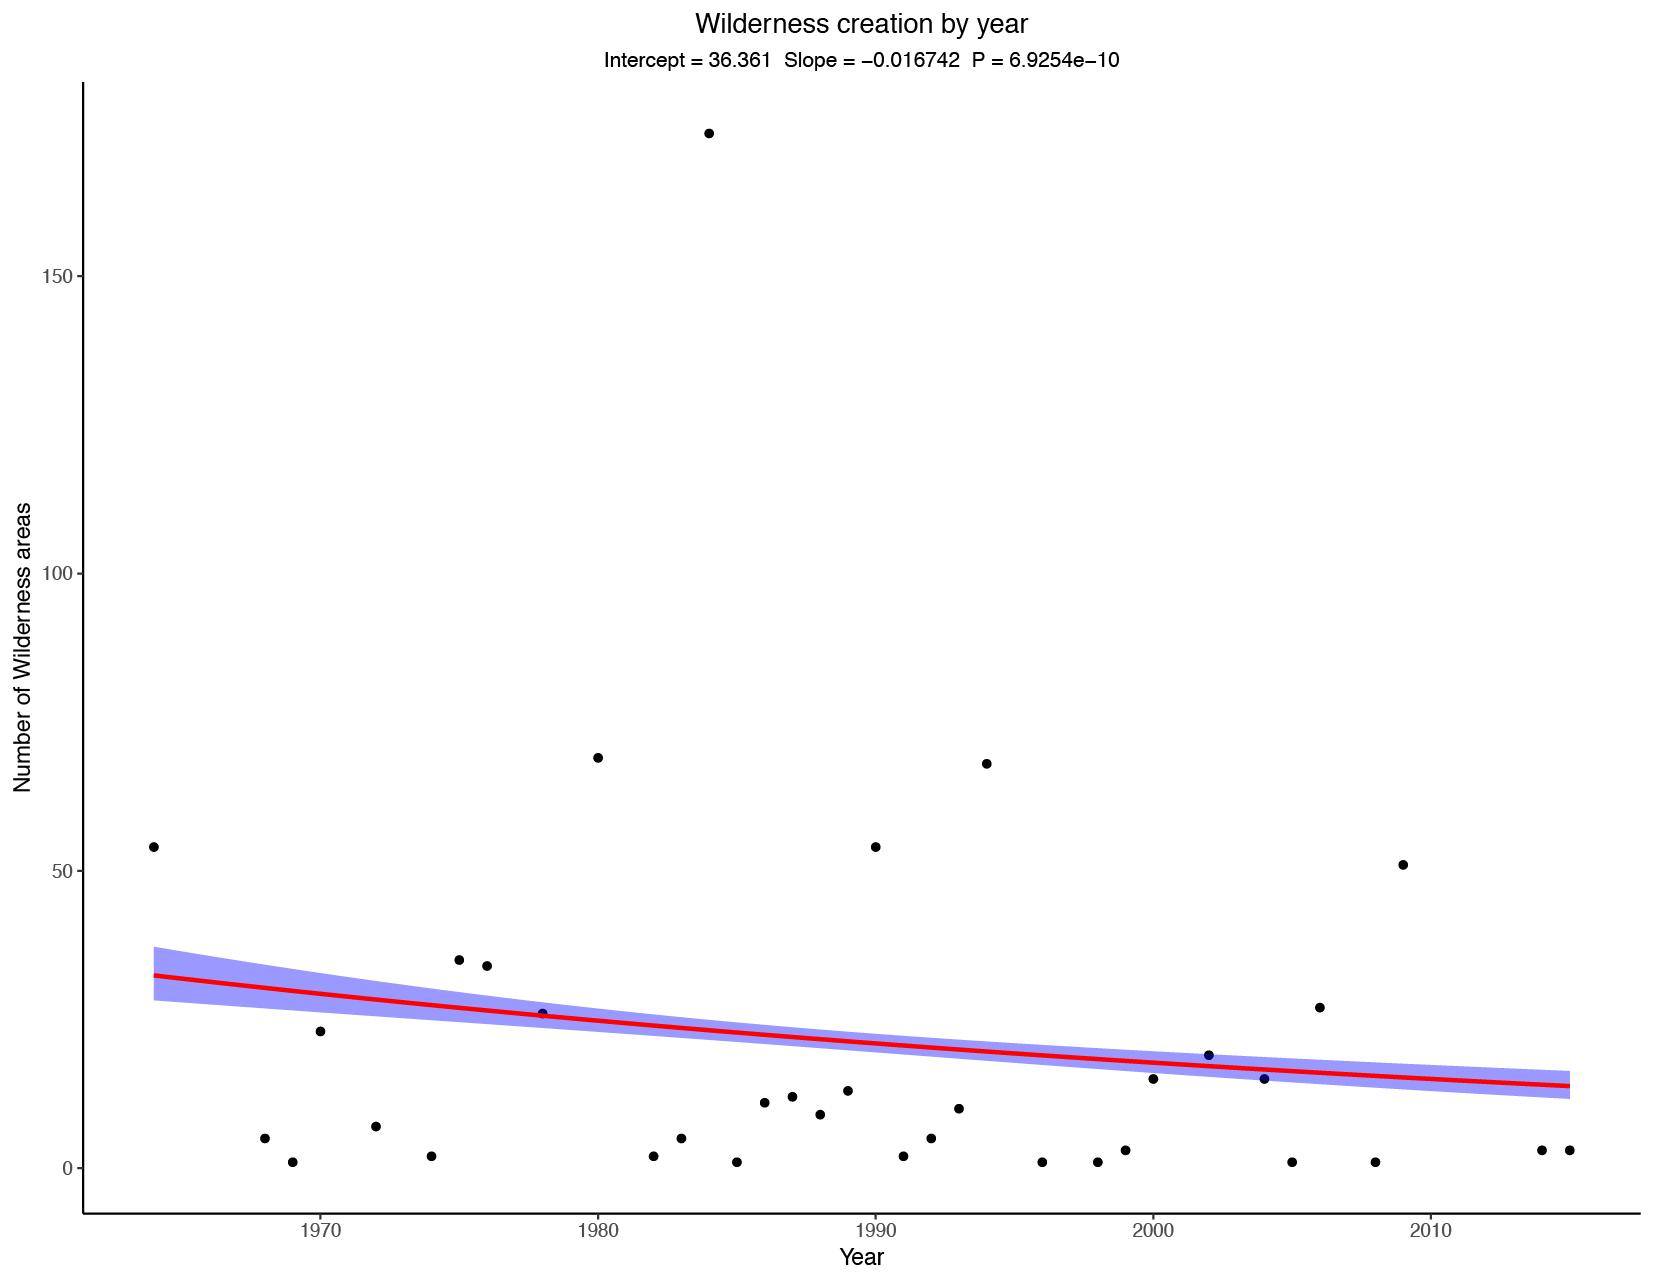 Wilderness creation by year
Intercept = 36.361  Slope = −0.016742  P = 6.9254e−10
Number of Wilderness areas
150
100
50
0
1970
1980
1990
2000
2010
Year